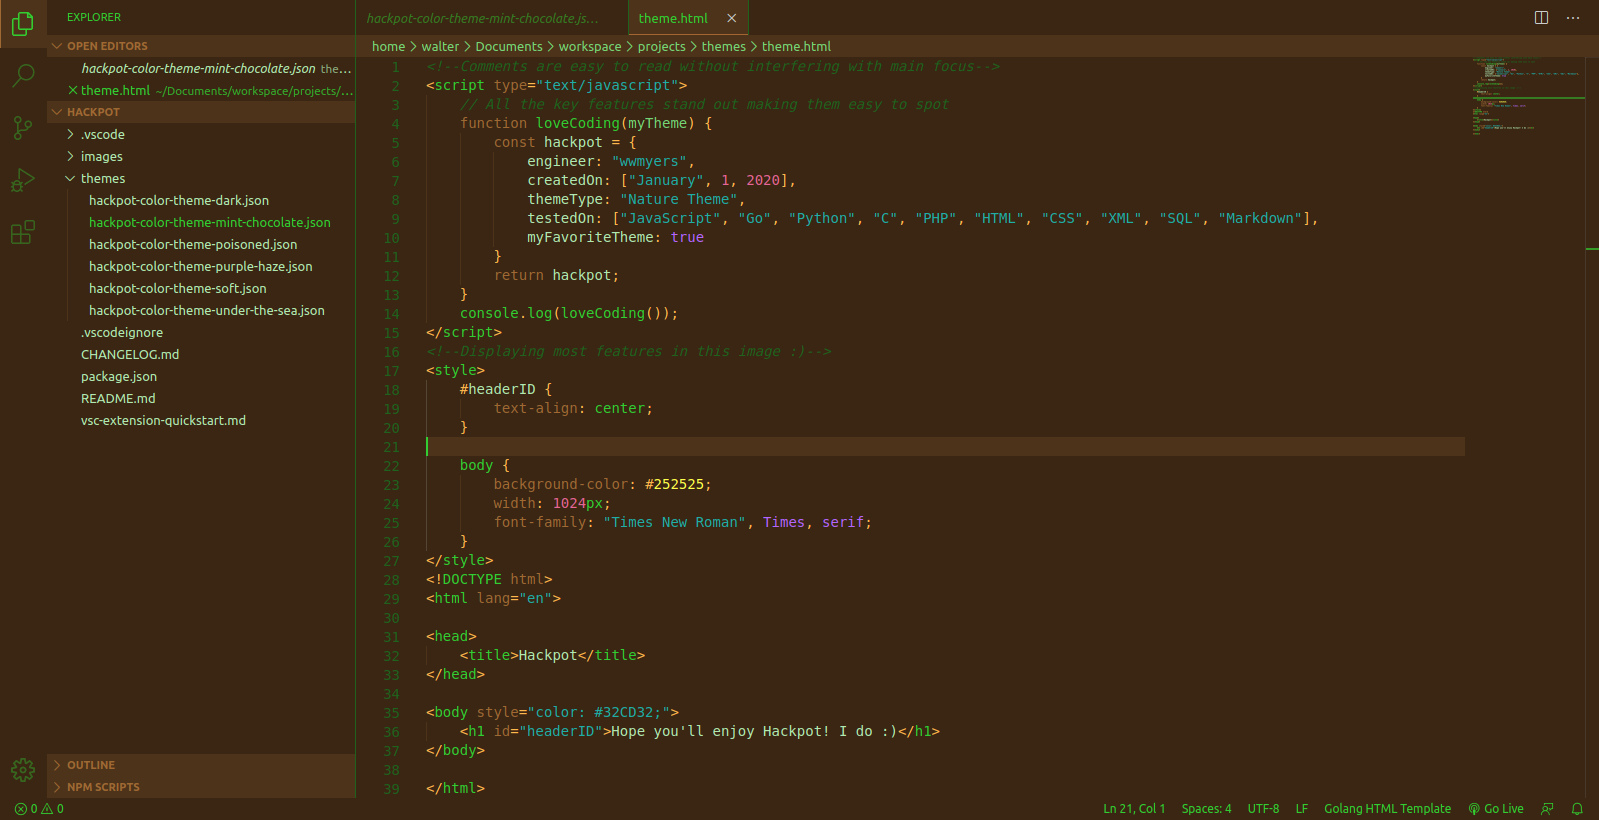 EXPLORER
OPEN EDITORS
hackpot-color-theme-mint-chocolate.json the...
theme.html ~/Documents/workspace/projects/...
HACKPOT
.vscode
images
themes
hackpot-color-theme-dark.json
hackpot-color-theme-mint-chocolate.json
hackpot-color-theme-poisoned.json
hackpot-color-theme-purple-haze.json
hackpot-color-theme-soft.json
hackpot-color-theme-under-the-sea.json
.vscodeignore
CHANGELOG.md
package.json
README.md
vsc-extension-quickstart.md
OUTLINE
NPM SCRIPTS
hackpot-color-theme-mint-chocolate.js...
theme.html
home > walter > Documents > workspace > projects > themes > theme.html
1 <!--Comments are easy to read without interfering with main focus-->
2 <script type="text/javascript">
3     // All the key features stand out making them easy to spot
4     function loveCoding(myTheme) {
5         const hackpot = {
6             engineer: "wwmyers",
7             createdOn: ["January", 1, 2020],
8             themeType: "Nature Theme",
9             testedOn: ["JavaScript", "Go", "Python", "C", "PHP", "HTML", "CSS", "XML", "SQL", "Markdown"],
10             myFavoriteTheme: true
11         }
12         return hackpot;
13     }
14     console.log(loveCoding());
15 </script>
16 <!--Displaying most features in this image :)-->
17 <style>
18     #headerID {
19         text-align: center;
20     }
21
22     body {
23         background-color: #252525;
24         width: 1024px;
25         font-family: "Times New Roman", Times, serif;
26     }
27 </style>
28 <!DOCTYPE html>
29 <html lang="en">
30
31 <head>
32     <title>Hackpot</title>
33 </head>
34
35 <body style="color: #32CD32;">
36     <h1 id="headerID">Hope you'll enjoy Hackpot! I do :)</h1>
37 </body>
38
39 </html>
0 0
Ln 21, Col 1 Spaces: 4 UTF-8 LF Golang HTML Template Go Live